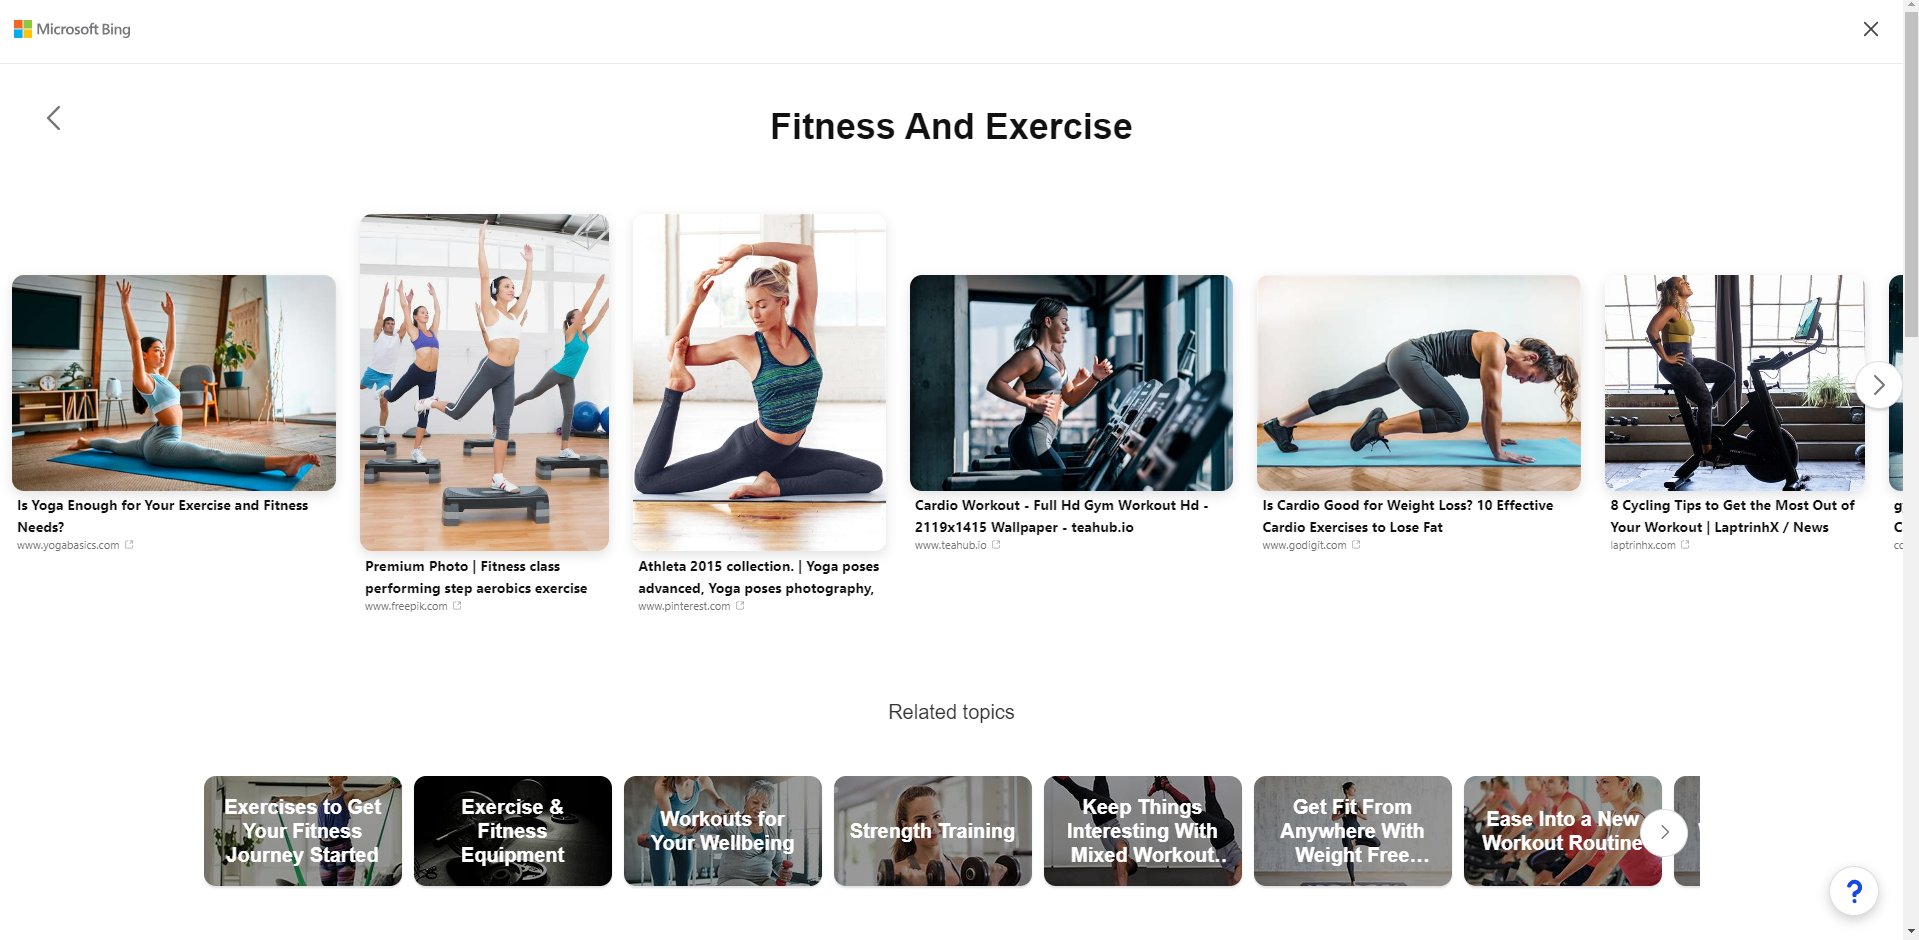 Microsoft Bing
Fitness And Exercise
Is Yoga Enough for Your Exercise and Fitness
Needs?
www.yogabasics.com
Premium Photo | Fitness class
performing step aerobics exercise
www.freepik.com
Athleta 2015 collection. | Yoga poses
advanced, Yoga poses photography,
www.pinterest.com
Cardio Workout - Full Hd Gym Workout Hd -
2119x1415 Wallpaper - teahub.io
www.teahub.io
Is Cardio Good for Weight Loss? 10 Effective
Cardio Exercises to Lose Fat
www.godigit.com
8 Cycling Tips to Get the Most Out of
Your Workout | LaptrinhX / News
laptrinhx.com
g
C
cc
Related topics
Exercises to Get
Your Fitness
Journey Started
Exercise &
Fitness
Equipment
Workouts for
Your Wellbeing
Strength Training
Keep Things
Interesting With
Mixed Workout..
Get Fit From
Anywhere With
Weight Free...
Ease Into a New
Workout Routine
?